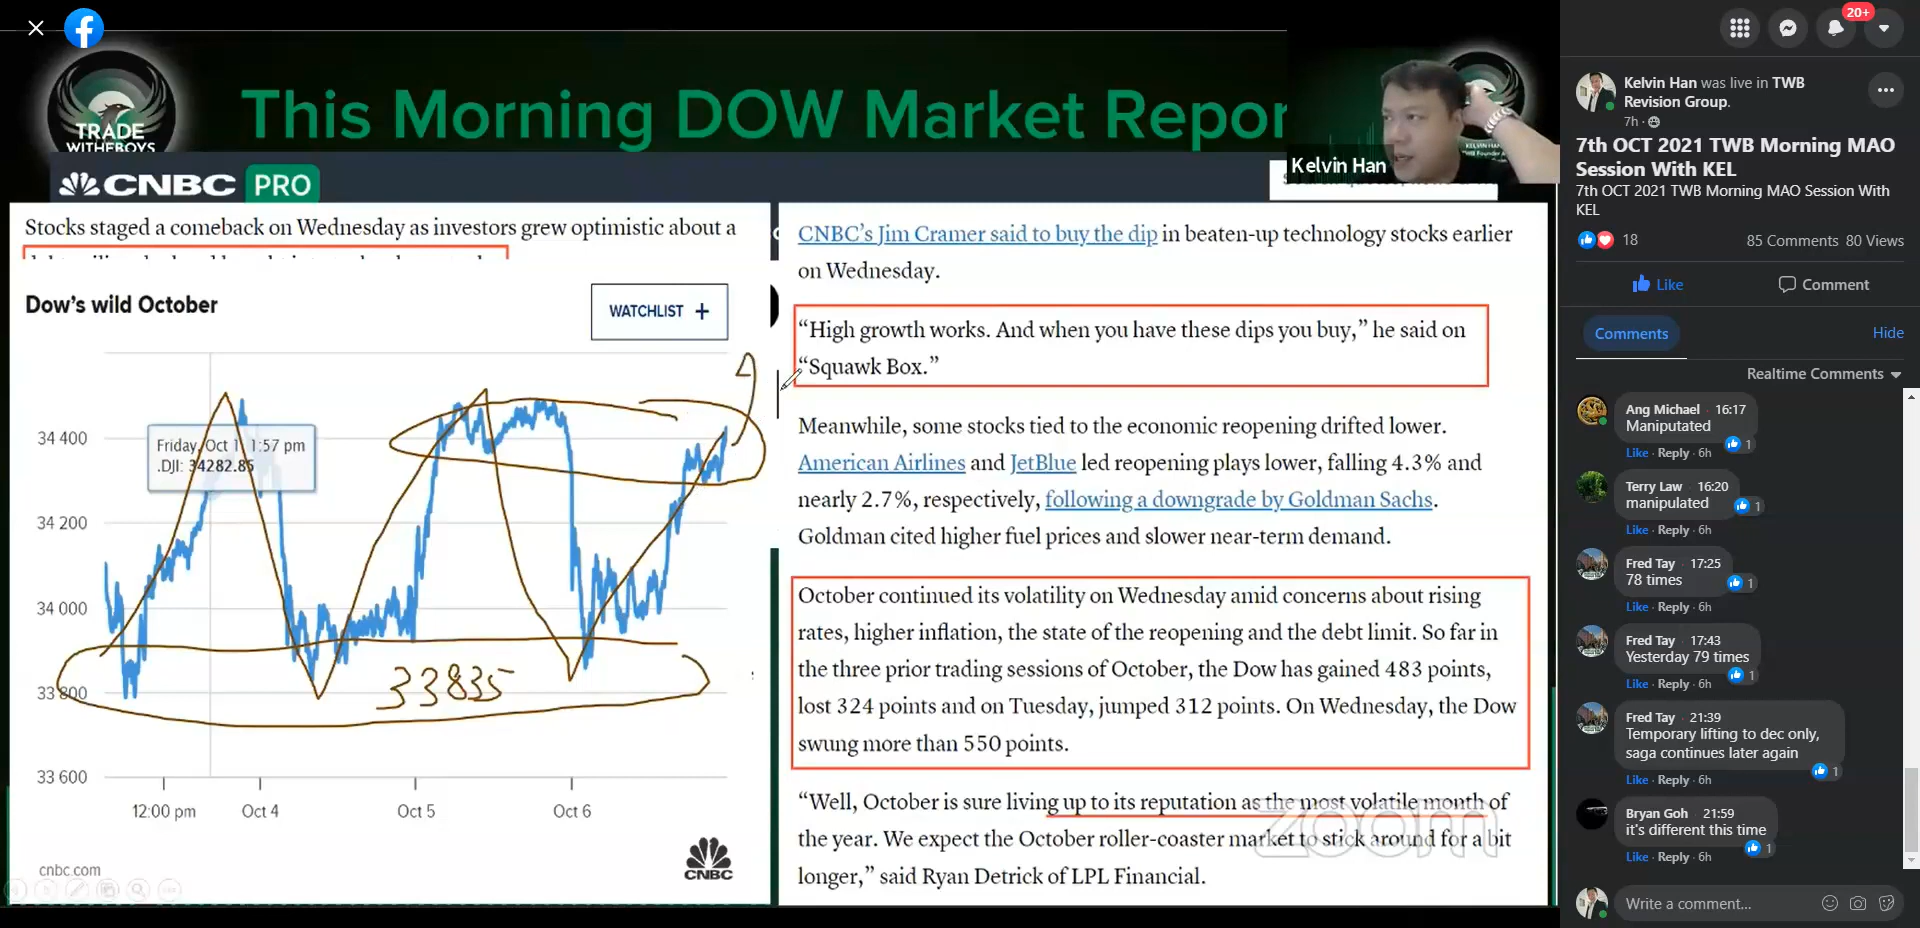 This Morning DOW Market Repor
TRADE
WITHEBOYS
CNBC PRO
Kelvin Han
Stocks staged a comeback on Wednesday as investors grew optimistic about a
Dow's wild October
WATCHLIST +
34 400
34 200
34 000
33 800
33 600
Friday, Oct 1 1:57 pm
.DJI: 34282.85
33835
12:00 pm
Oct 4
Oct 5
Oct 6
cnbc.com
CNBC
CNBC's Jim Cramer said to buy the dip in beaten-up technology stocks earlier
on Wednesday.
“High growth works. And when you have these dips you buy,” he said on
“Squawk Box.”
Meanwhile, some stocks tied to the economic reopening drifted lower.
American Airlines and JetBlue led reopening plays lower, falling 4.3% and
nearly 2.7%, respectively, following a downgrade by Goldman Sachs.
Goldman cited higher fuel prices and slower near-term demand.
October continued its volatility on Wednesday amid concerns about rising
rates, higher inflation, the state of the reopening and the debt limit. So far in
the three prior trading sessions of October, the Dow has gained 483 points,
lost 324 points and on Tuesday, jumped 312 points. On Wednesday, the Dow
swung more than 550 points.
“Well, October is sure living up to its reputation as the most volatile month of
the year. We expect the October roller-coaster market to stick around for a bit
longer,” said Ryan Detrick of LPL Financial.
zoom
20+
Kelvin Han was live in TWB
Revision Group.
7h ·
7th OCT 2021 TWB Morning MAO
Session With KEL
7th OCT 2021 TWB Morning MAO Session With
KEL
18
85 Comments 80 Views
Like
Comment
Comments
Hide
Realtime Comments
Ang Michael · 16:17
Maniputated
1
Like · Reply · 6h
Terry Law · 16:20
manipulated
1
Like · Reply · 6h
Fred Tay · 17:25
78 times
1
Like · Reply · 6h
Fred Tay · 17:43
Yesterday 79 times
1
Like · Reply · 6h
Fred Tay · 21:39
Temporary lifting to dec only,
saga continues later again
1
Like · Reply · 6h
Bryan Goh · 21:59
it's different this time
1
Like · Reply · 6h
Write a comment...